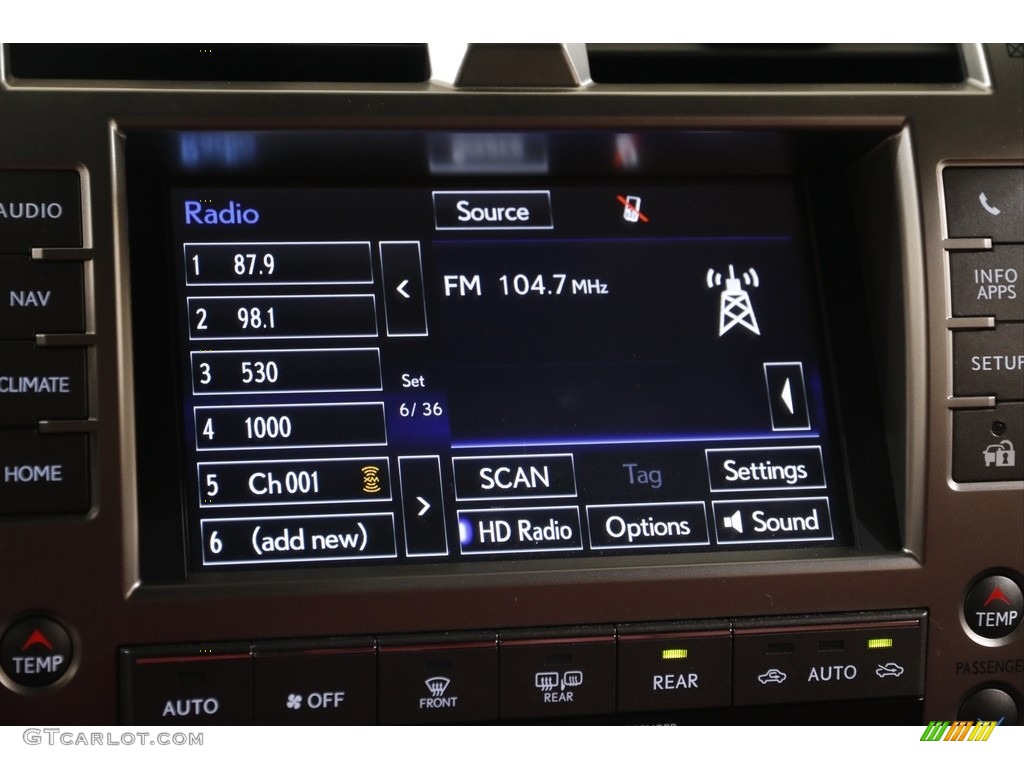 Radio
Source
1 87.9
2 98.1
3 530
4 1000
5 Ch 001 XM
6 (add new)
<
Set
6/ 36
>
FM 104.7 MHz
SCAN
Tag
Settings
HD Radio
Options
Sound
AUDIO
NAV
CLIMATE
HOME
INFO
APPS
SETUP
TEMP
AUTO
OFF
FRONT
REAR
REAR
AUTO
TEMP
PASSENGE
GTcarlot.com